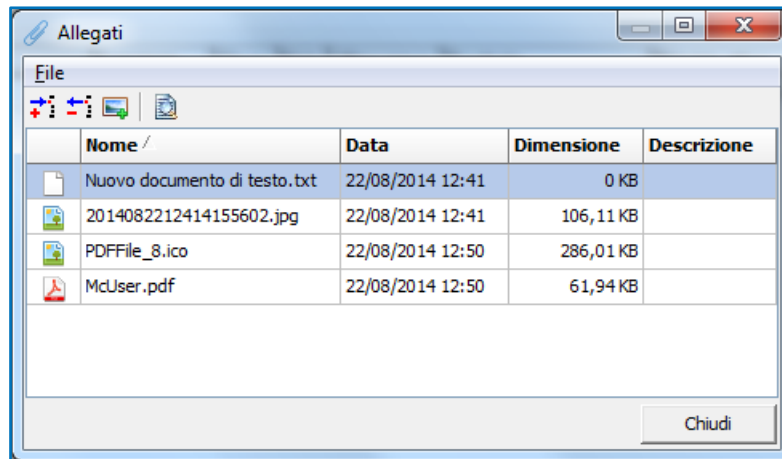 Allegati
File
Nome / Data Dimensione Descrizione
Nuovo documento di testo.txt 22/08/2014 12:41 0 KB
2014082212414155602.jpg 22/08/2014 12:41 106,11 KB
PDFFile_8.ico 22/08/2014 12:50 286,01 KB
McUser.pdf 22/08/2014 12:50 61,94 KB
Chiudi